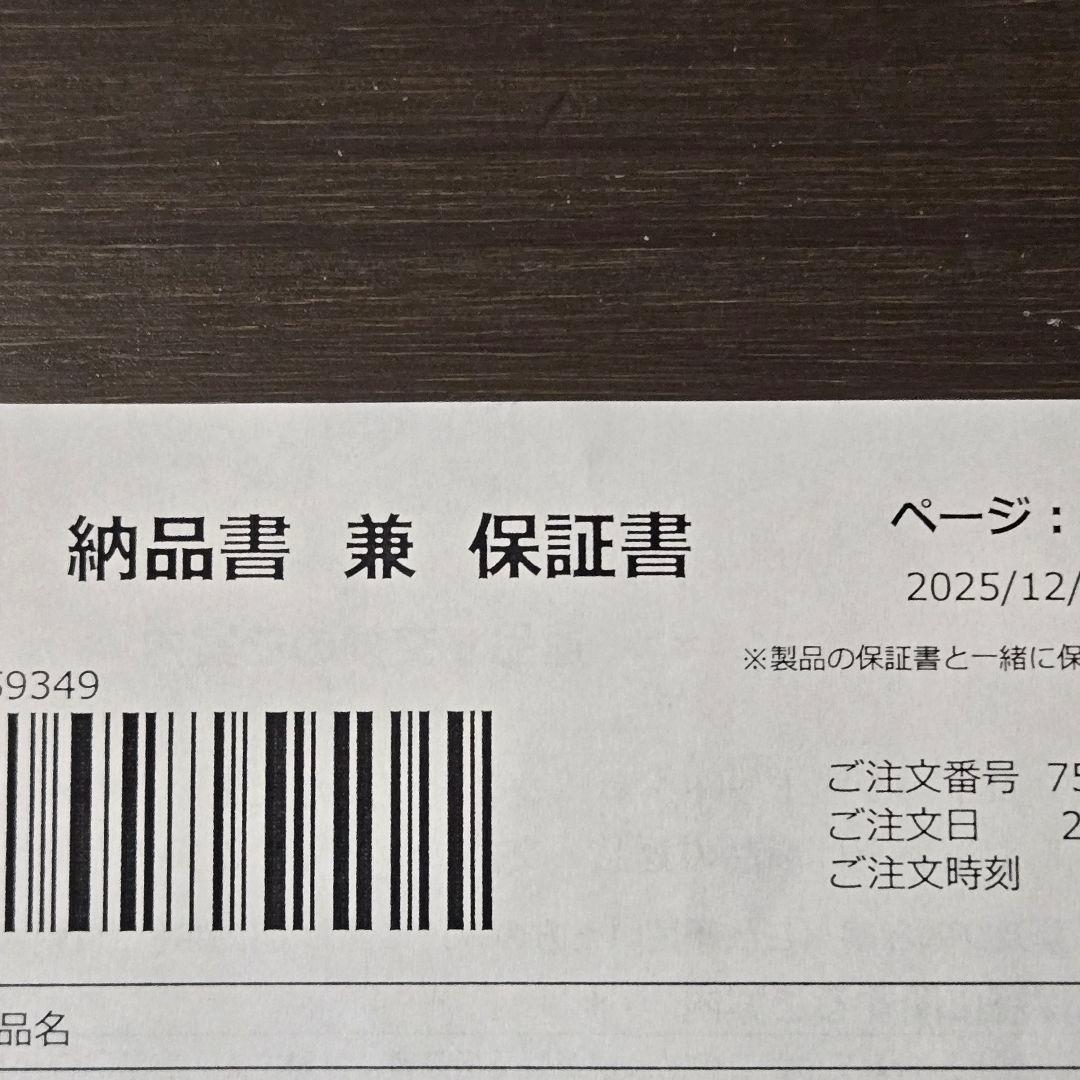 納品書 兼 保証書
ページ：
2025/12/
※製品の保証書と一緒に保
59349
ご注文番号 75
ご注文日 2
ご注文時刻
品名